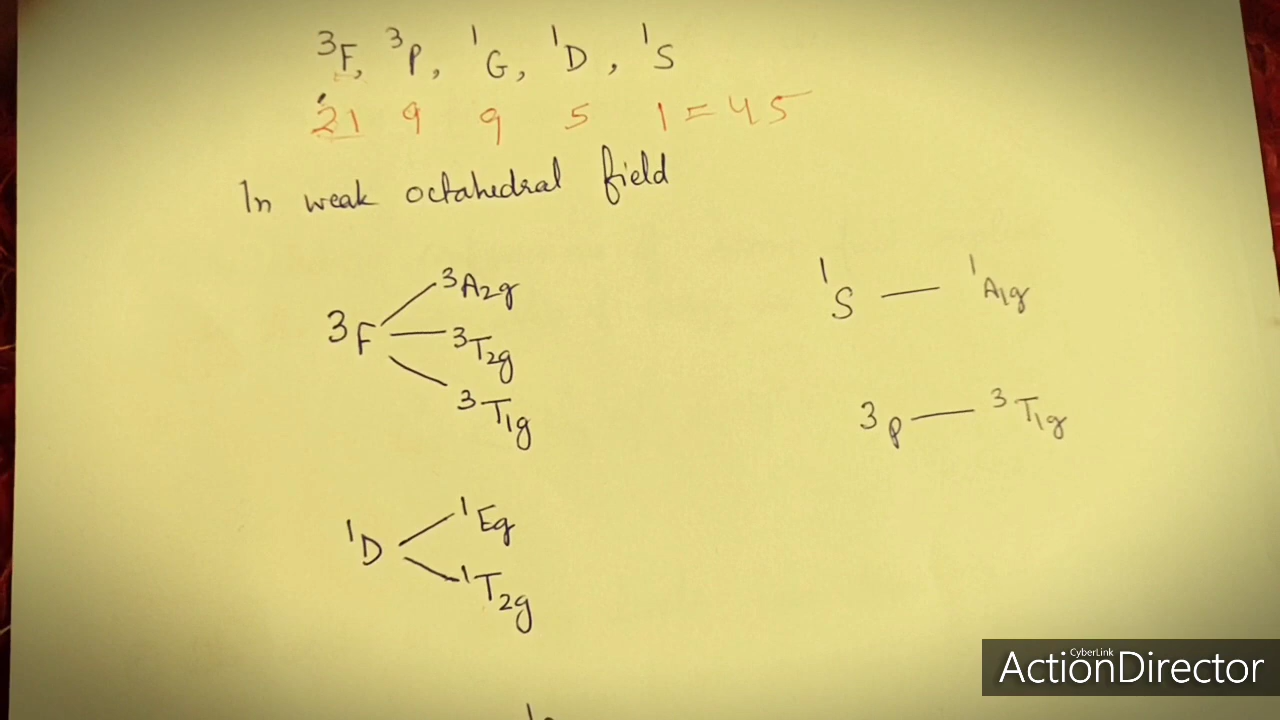 ³F, ³P, ¹G, ¹D, ¹S
21 9 9 5 1 = 45
In weak octahedral field
³A₂g
³F ³T₂g
³T₁g
¹S — ¹A₁g
³P — ³T₁g
¹Eg
¹D
¹T₂g
CyberLink
ActionDirector